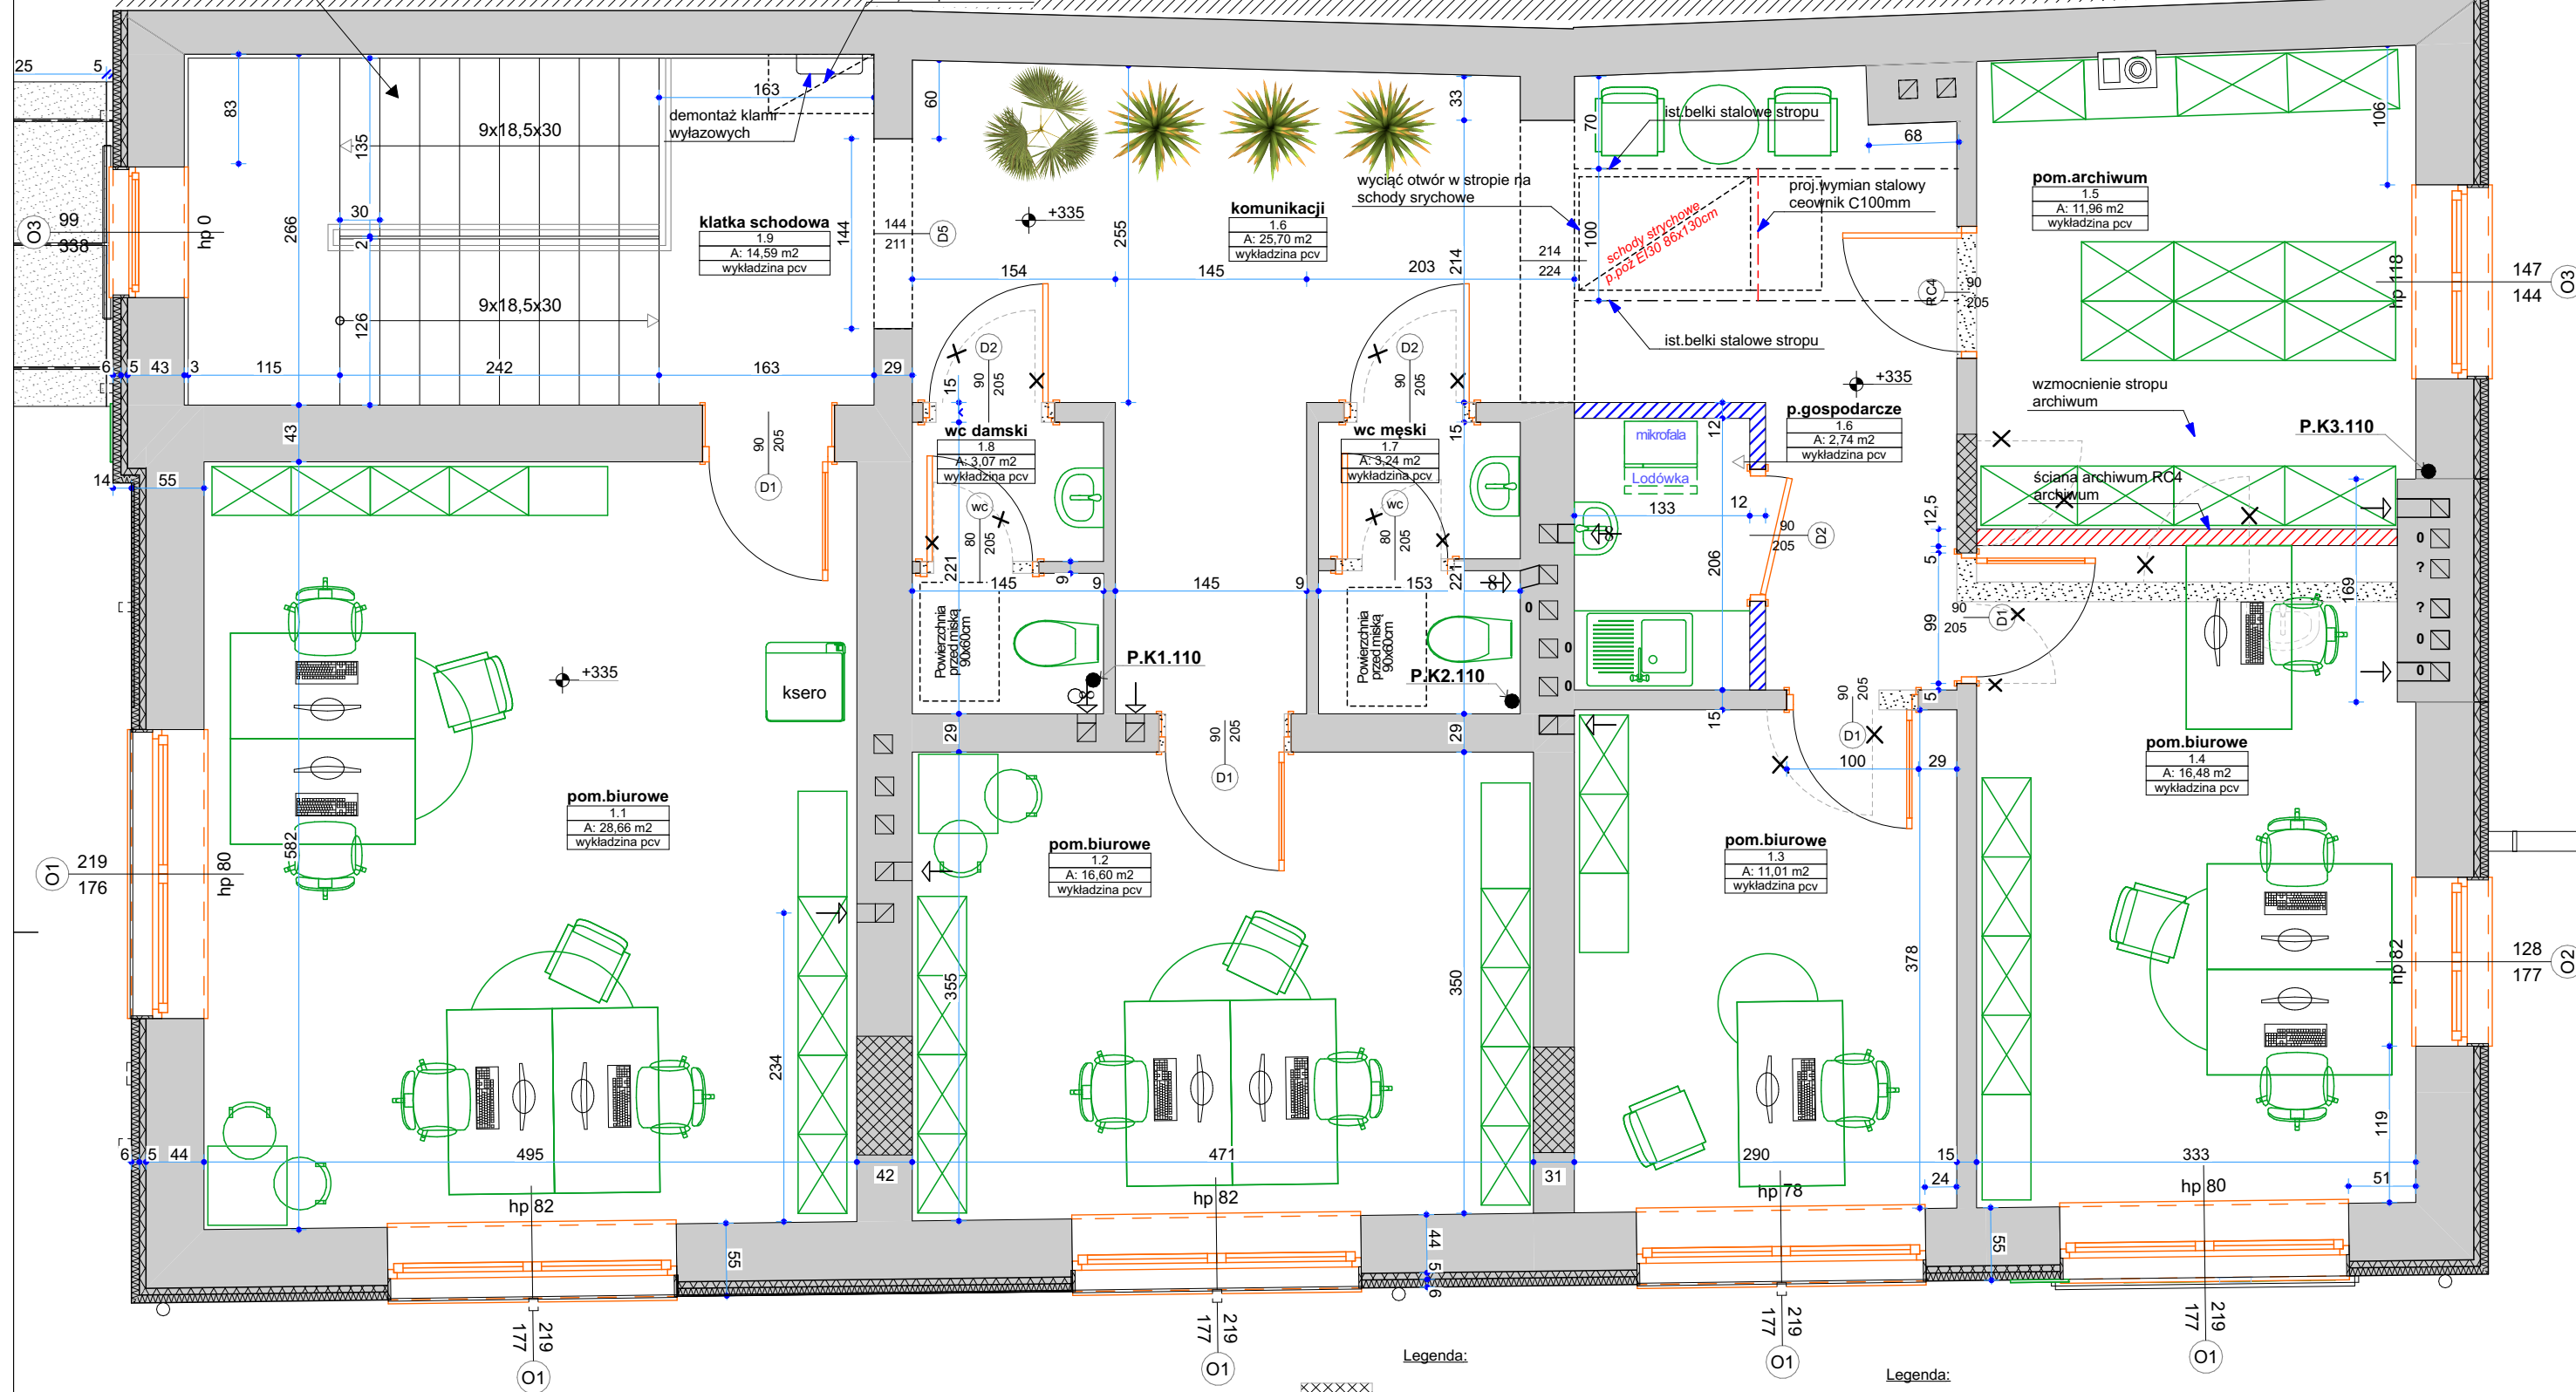 25
5
83
266
135
9x18,5x30
30
2
126
9x18,5x30
163
demontaż klamr
wyłazowych
60
klatka schodowa
1.9
A: 14,59 m2
wykładzina pcv
144
144
211
D5
O3
99
338
hp 0
6
5
43
3
115
242
163
29
+335
255
komunikacji
1.6
A: 25,70 m2
wykładzina pcv
154
145
203
33
214
wyciąć otwór w stropie na
schody srychowe
214
224
70
100
ist.belki stalowe stropu
schody strychowe
p.poż EI30 86x130cm
proj.wymian stalowy
ceownik C100mm
ist.belki stalowe stropu
68
RC4
90
205
+335
pom.archiwum
1.5
A: 11,96 m2
wykładzina pcv
106
hp 118
147
144
O3
wzmocnienie stropu
archiwum
P.K3.110
ściana archiwum RC4
archiwum
14
55
43
90
205
D1
D2
90
205
15
wc damski
1.8
A: 3,07 m2
wykładzina pcv
wc
80
205
221
145
9
9
Powierzchnia
przed miską
90x60cm
P.K1.110
8
145
9
D2
90
205
15
wc męski
1.7
A: 3,24 m2
wykładzina pcv
wc
80
205
221
153
8
Powierzchnia
przed miską
90x60cm
P.K2.110
0
0
0
8
mikrofala
Lodówka
12
133
12
206
15
p.gospodarcze
1.6
A: 2,74 m2
wykładzina pcv
90
205
D2
12,5
5
99
5
90
205
D1
169
0
?
?
0
0
+335
ksero
29
29
90
205
D1
90
205
D1
100
29
pom.biurowe
1.4
A: 16,48 m2
wykładzina pcv
pom.biurowe
1.1
A: 28,66 m2
wykładzina pcv
582
O1
219
176
hp 80
pom.biurowe
1.2
A: 16,60 m2
wykładzina pcv
355
350
pom.biurowe
1.3
A: 11,01 m2
wykładzina pcv
378
hp 82
128
177
O2
234
119
6
5
44
495
42
471
31
290
15
333
24
51
hp 82
hp 82
hp 78
hp 80
55
44
5
6
55
219
177
O1
219
177
O1
219
177
O1
219
177
O1
Legenda:
Legenda: